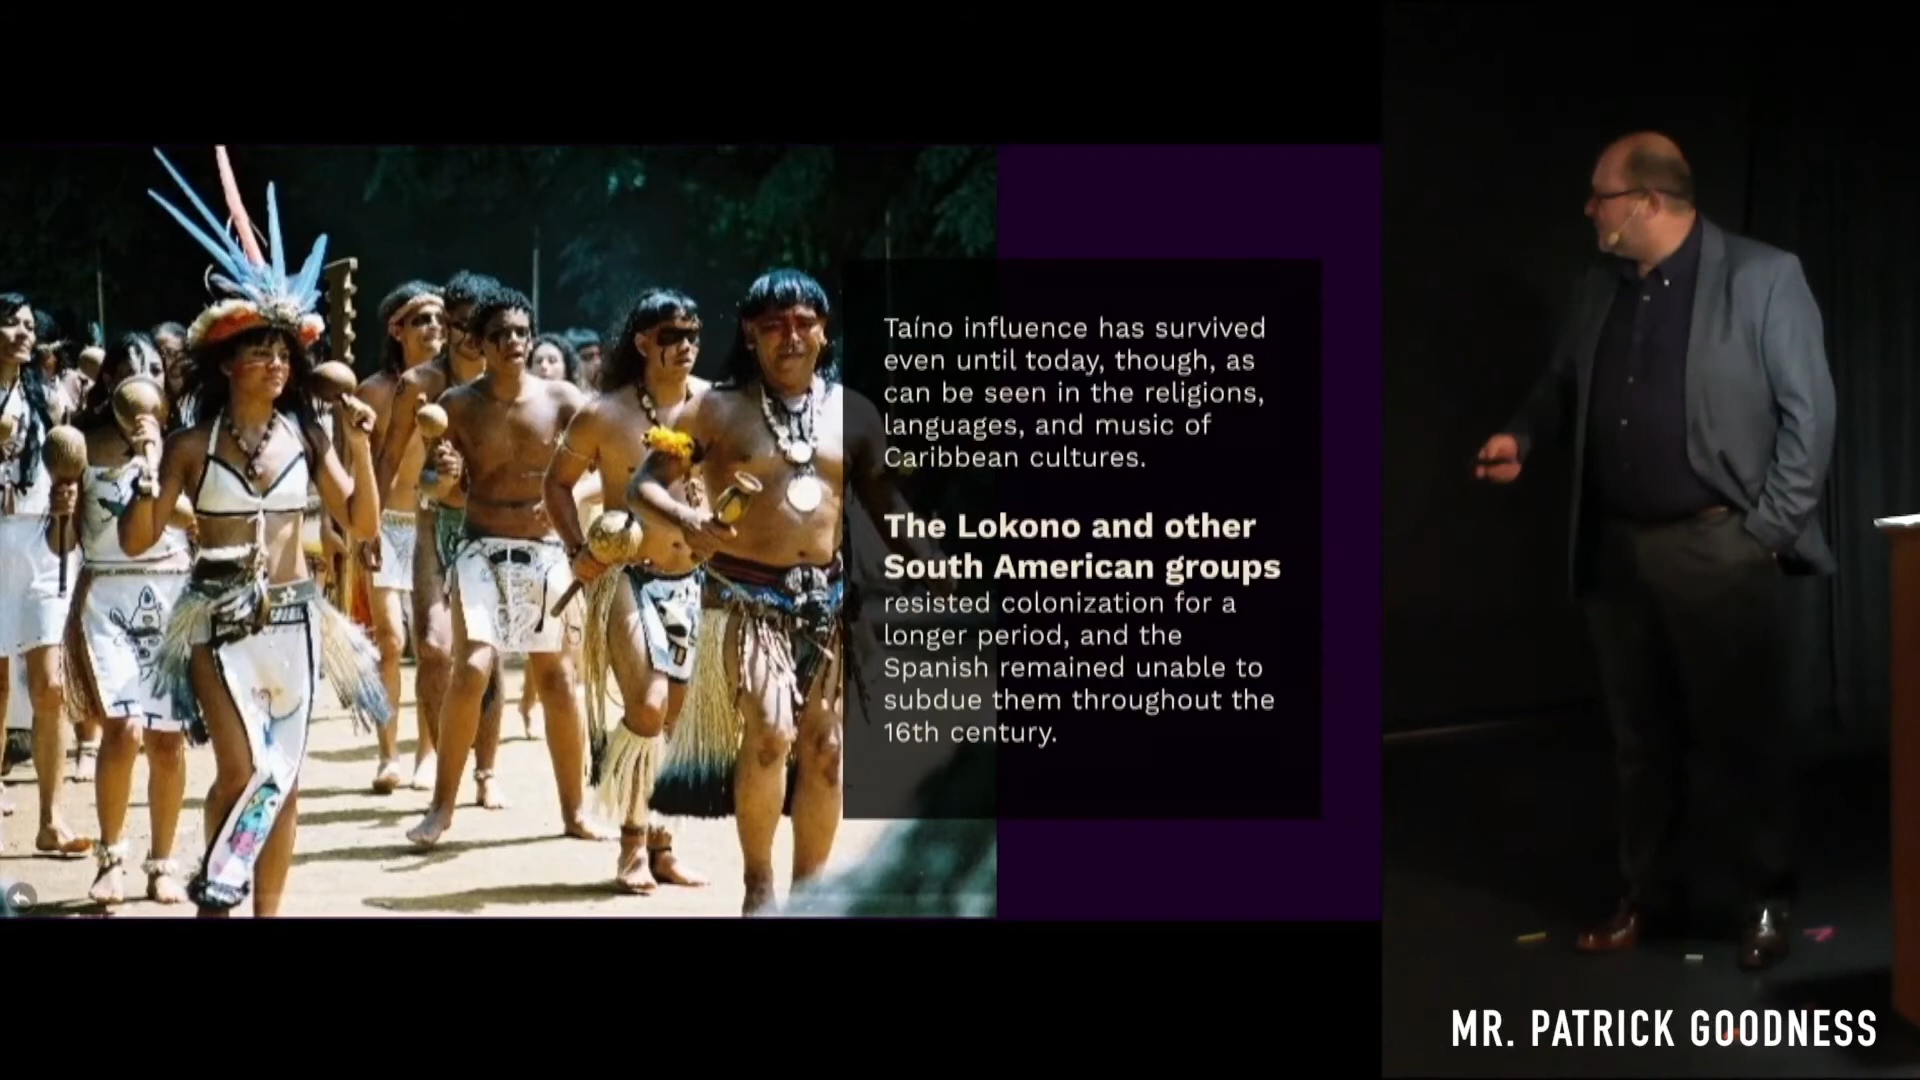 Taíno influence has survived
even until today, though, as
can be seen in the religions,
languages, and music of
Caribbean cultures.
The Lokono and other
South American groups
resisted colonization for a
longer period, and the
Spanish remained unable to
subdue them throughout the
16th century.
MR. PATRICK GOODNESS